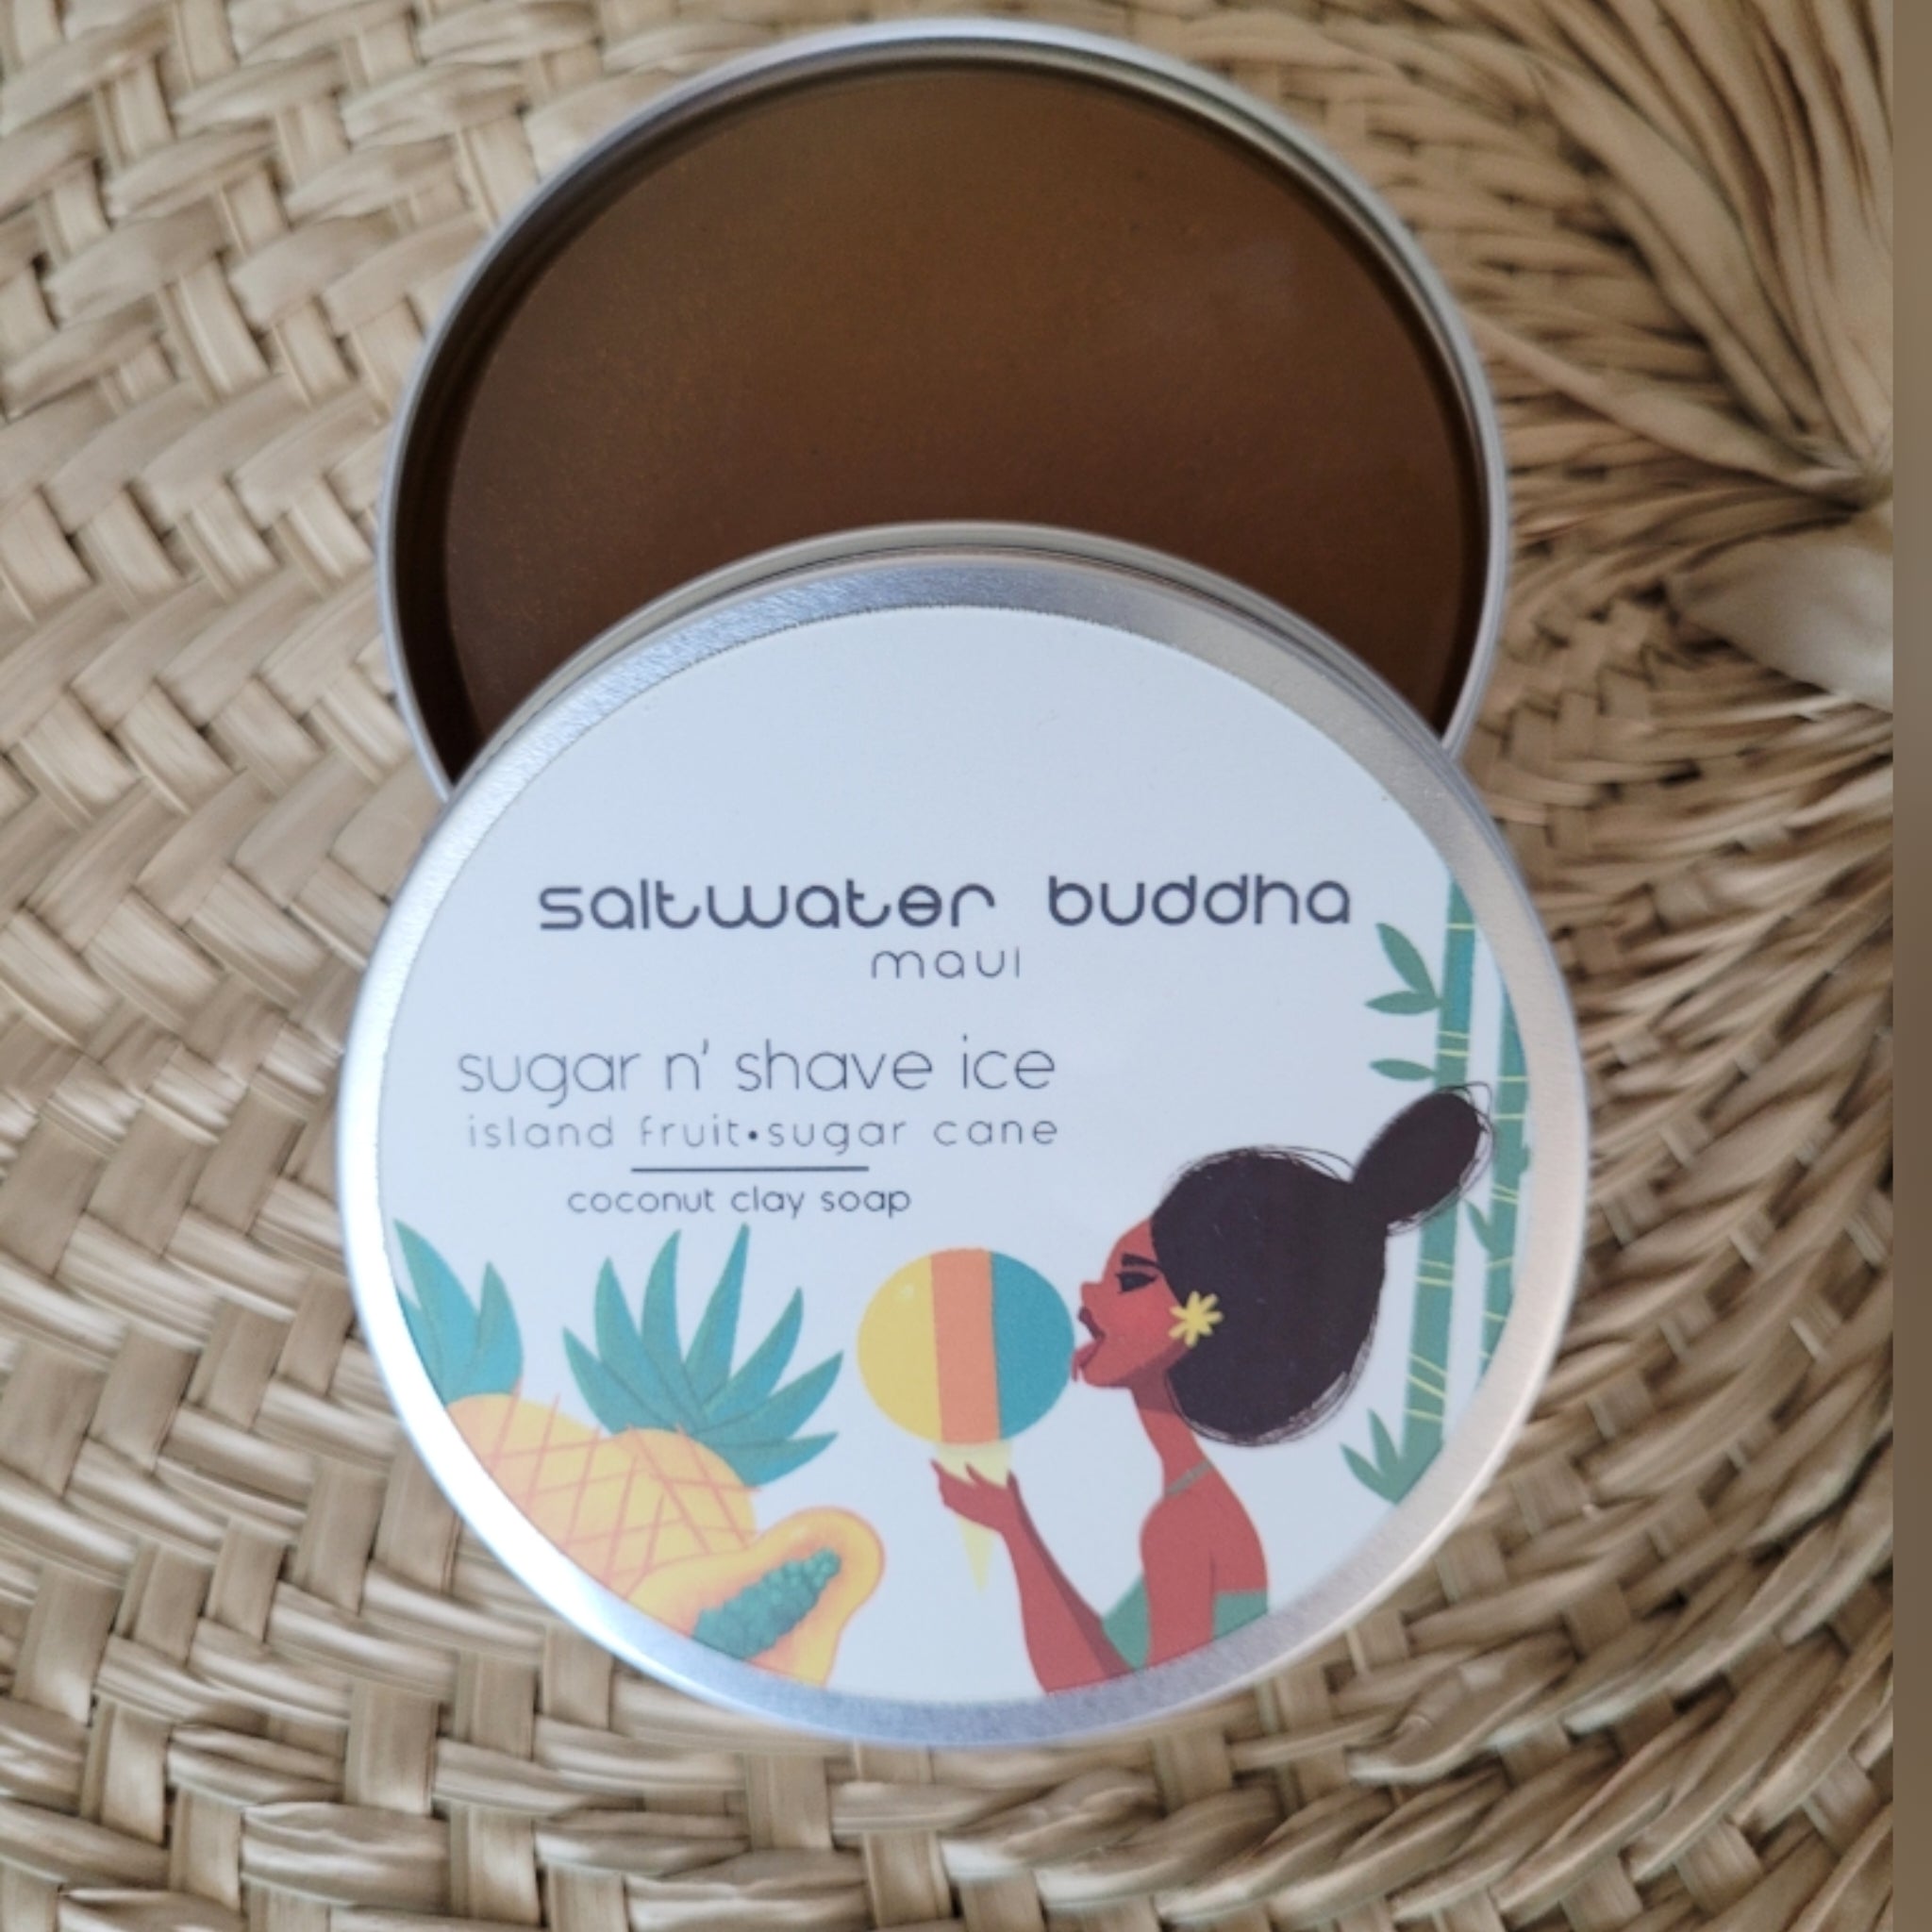 saltwater buddha
maui
sugar n' shave ice
island fruit•sugar cane
coconut clay soap